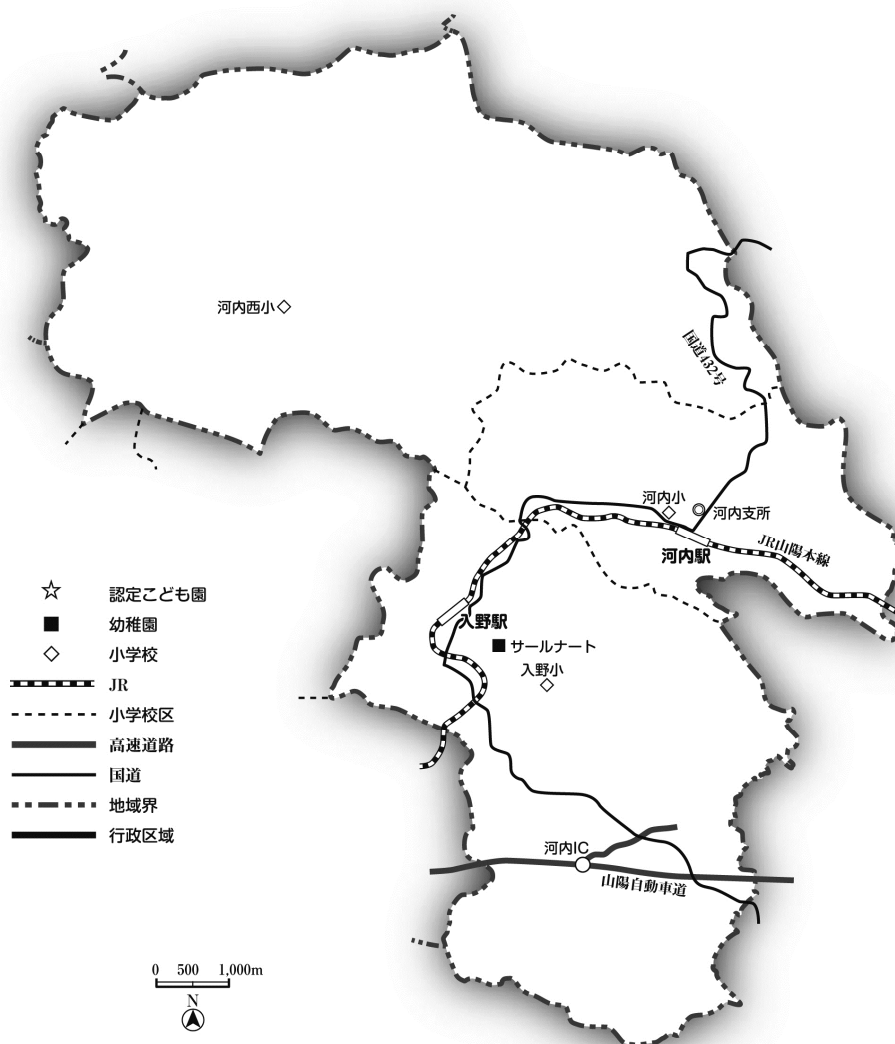 河内西小
国道432号
河内小
河内支所
河内駅
JR山陽本線
入野駅
サールナート
入野小
認定こども園
幼稚園
小学校
JR
小学校区
高速道路
国道
地域界
行政区域
河内IC
山陽自動車道
0 500 1,000m
N